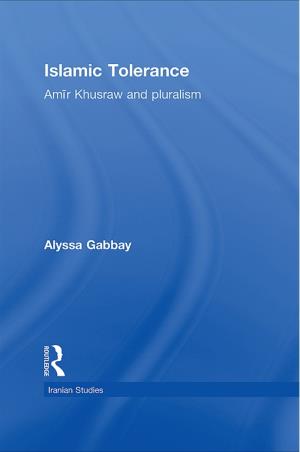 Islamic Tolerance
Amīr Khusraw and pluralism
Alyssa Gabbay
ROUTLEDGE
Iranian Studies